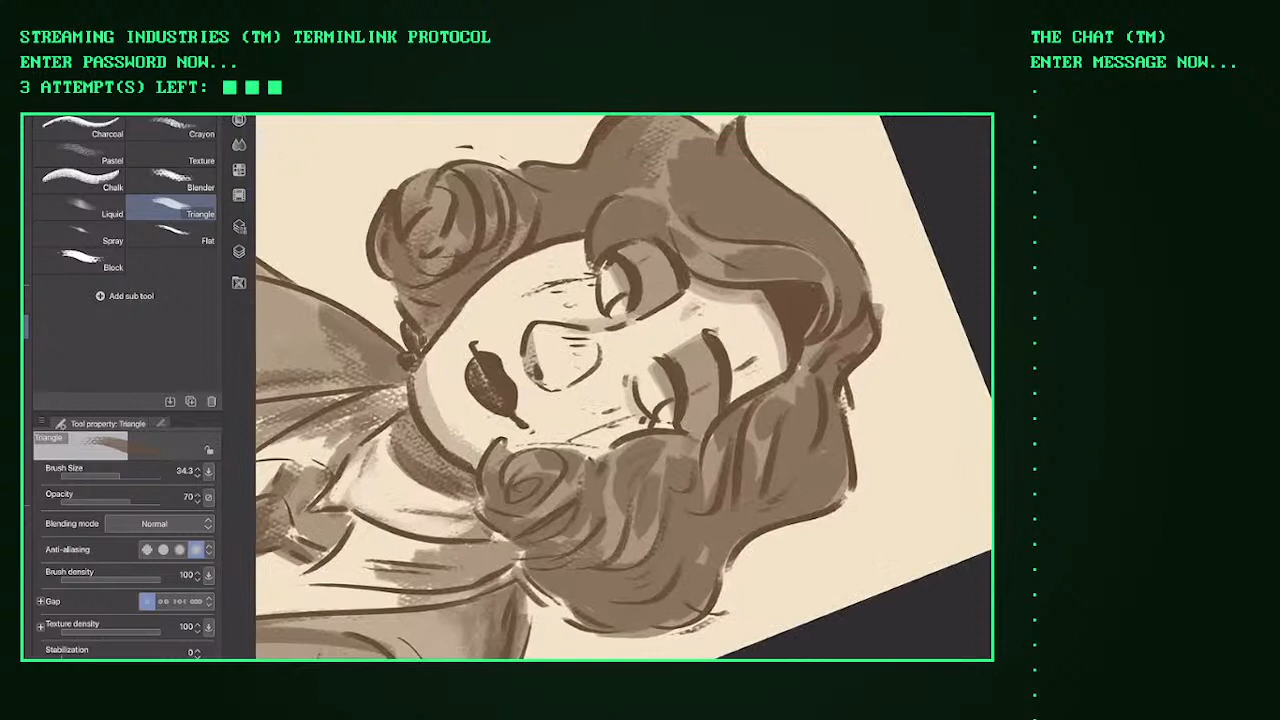 STREAMING INDUSTRIES (TM) TERMINLINK PROTOCOL
ENTER PASSWORD NOW...
3 ATTEMPT(S) LEFT:
THE CHAT (TM)
ENTER MESSAGE NOW...
Charcoal
Crayon
Pastel
Texture
Chalk
Blender
Liquid
Triangle
Spray
Flat
Block
Add sub tool
Tool property: Triangle
Triangle
Brush Size 34.3
Opacity 70
Blending mode Normal
Anti-aliasing
Brush density 100
Gap
Texture density 100
Stabilization 0